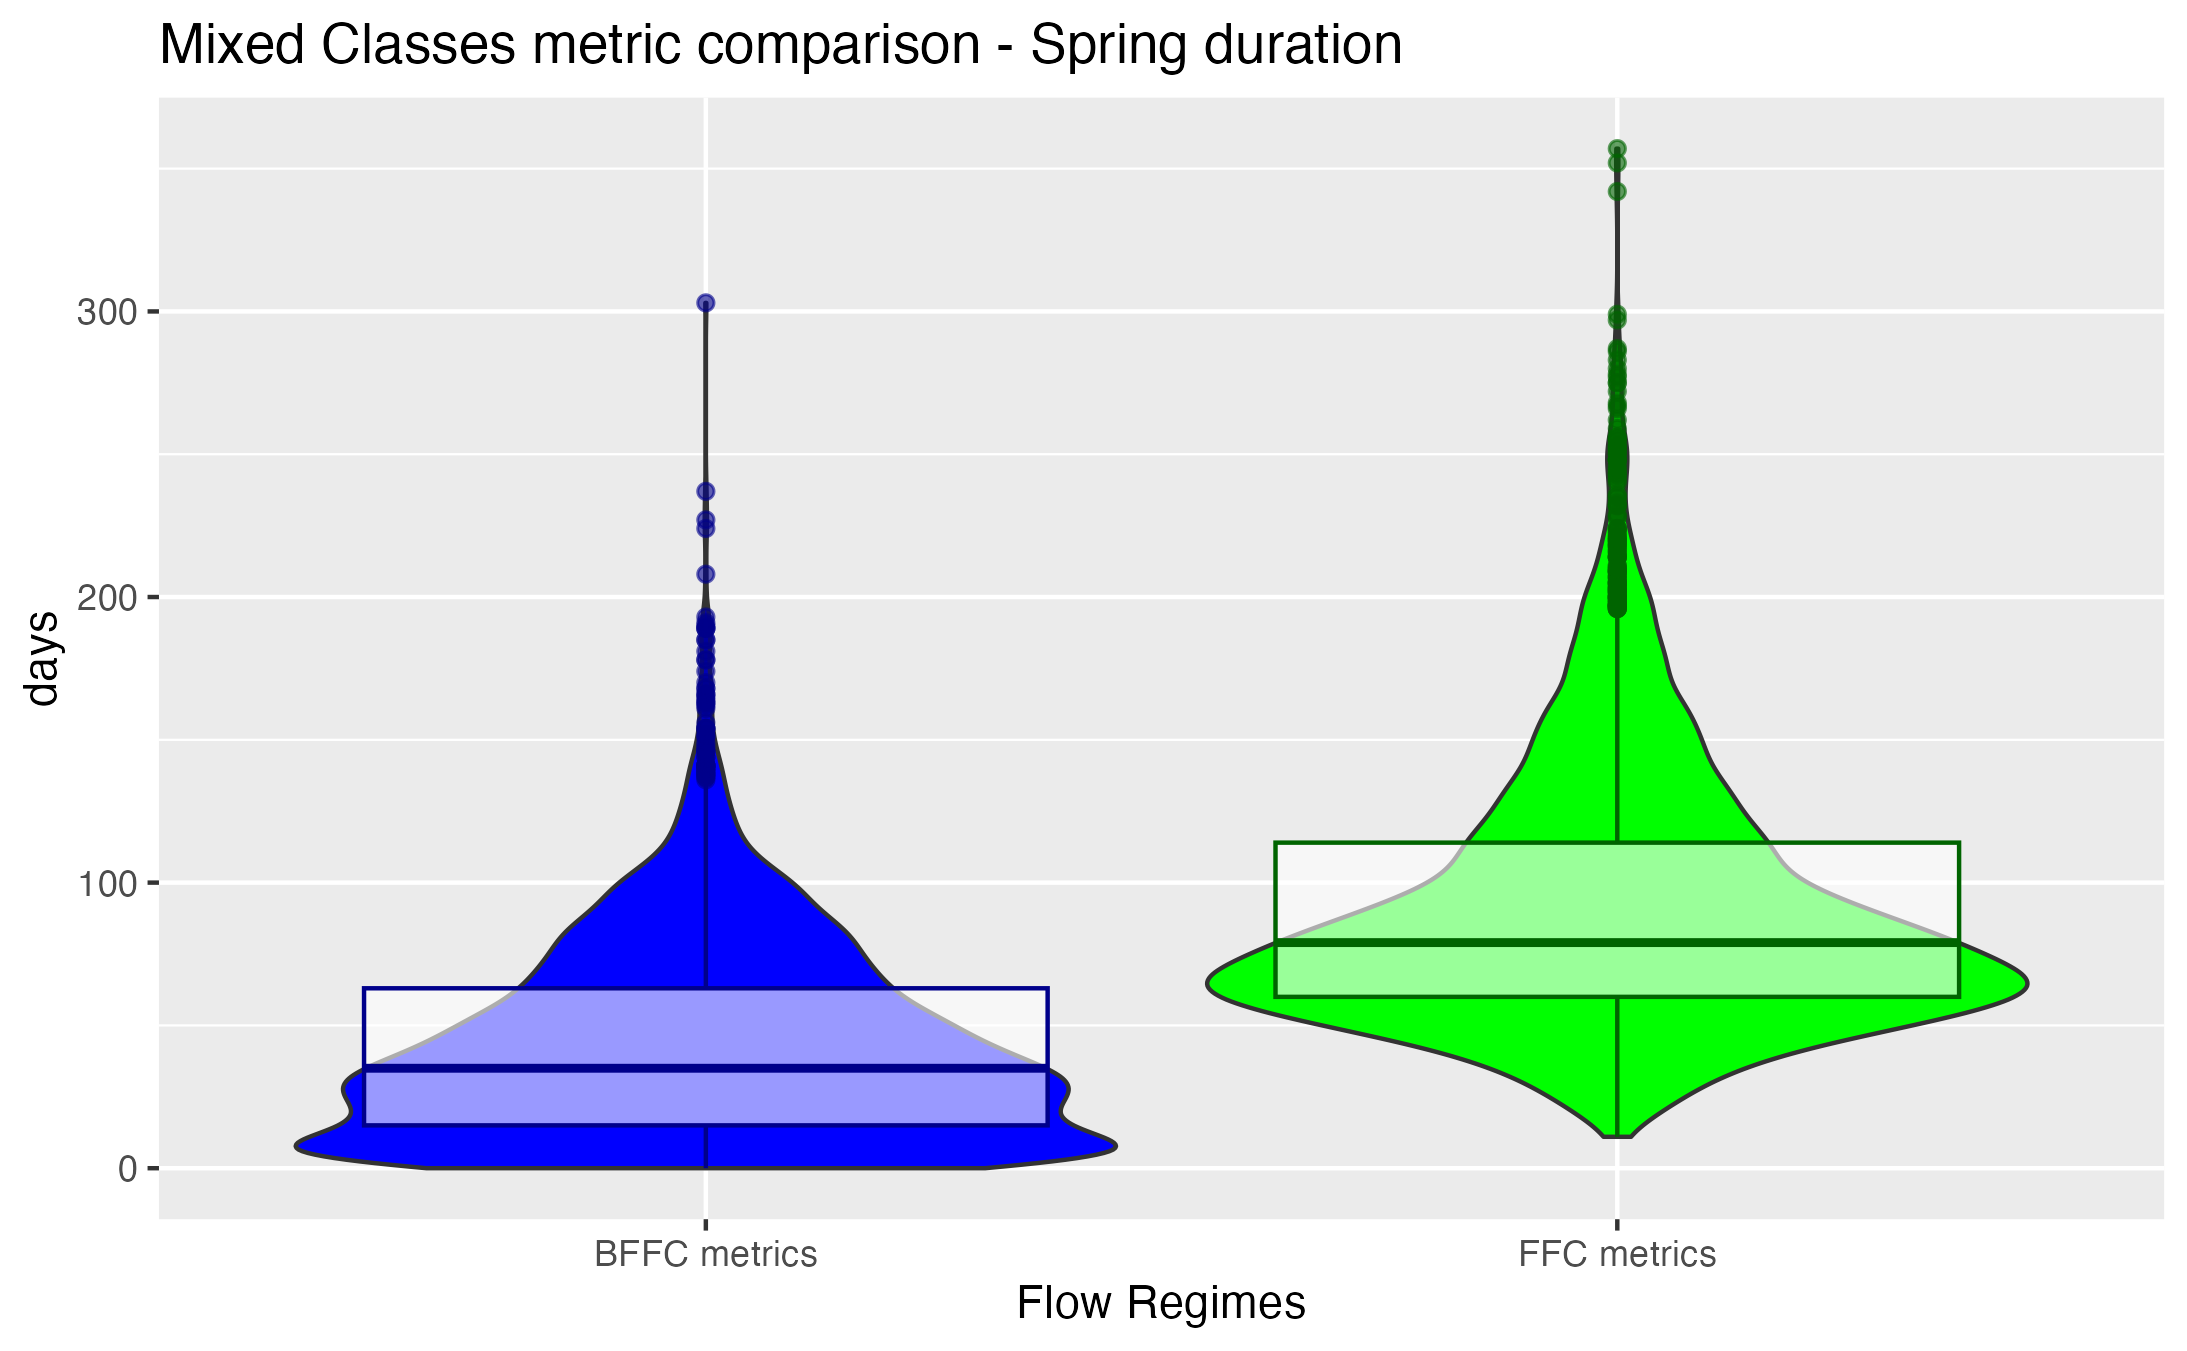 Mixed Classes metric comparison - Spring duration
days
300
200
100
0
BFFC metrics
FFC metrics
Flow Regimes